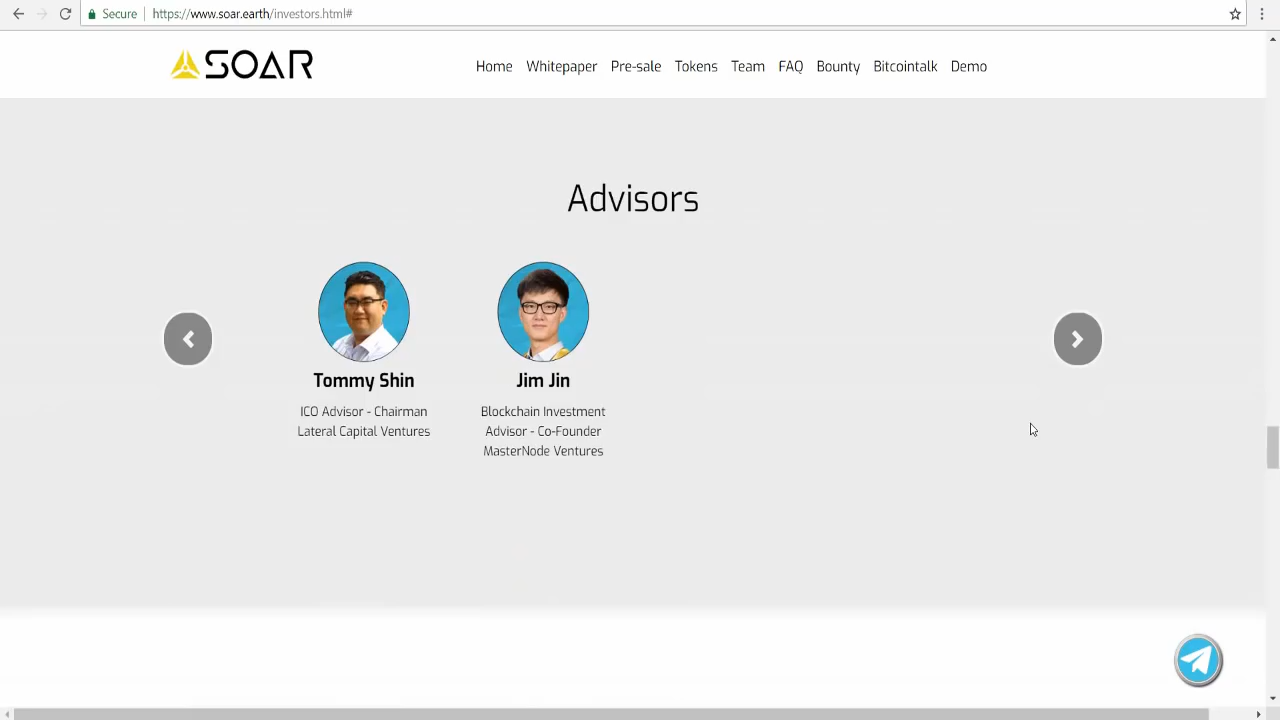 Secure https://www.soar.earth/investors.html#
SOAR
Home Whitepaper Pre-sale Tokens Team FAQ Bounty Bitcointalk Demo
Advisors
Tommy Shin
ICO Advisor - Chairman
Lateral Capital Ventures
Jim Jin
Blockchain Investment
Advisor - Co-Founder
MasterNode Ventures